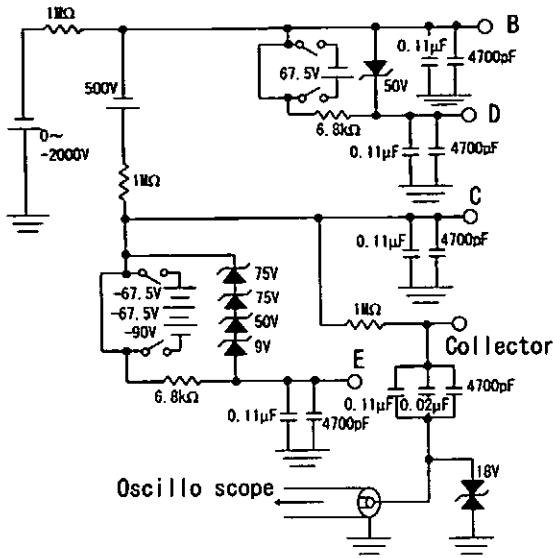 1MΩ
B
0.11μF
4700pF
500V
67.5V
50V
D
0~
-2000V
6.8kΩ
0.11μF
4700pF
1MΩ
C
0.11μF
4700pF
-67.5V
-67.5V
-90V
75V
75V
50V
9V
1MΩ
Collector
E
6.8kΩ
0.11μF
4700pF
0.11μF
0.02μF
4700pF
18V
Oscillo scope